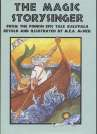 THE MAGIC
STORYSINGER
FROM THE FINNISH EPIC TALE KALEVALA
RETOLD AND ILLUSTRATED BY M.E.A. McNEIL